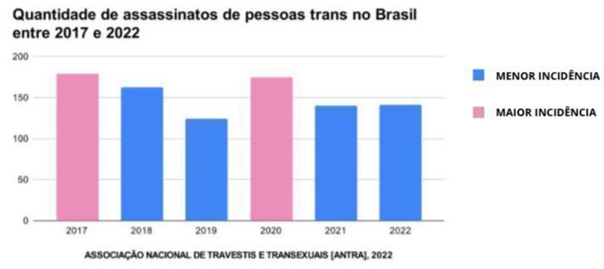 Quantidade de assassinatos de pessoas trans no Brasil
entre 2017 e 2022
200
150
100
50
0
2017 2018 2019 2020 2021 2022
MENOR INCIDÊNCIA
MAIOR INCIDÊNCIA
ASSOCIAÇÃO NACIONAL DE TRAVESTIS E TRANSEXUAIS [ANTRA], 2022